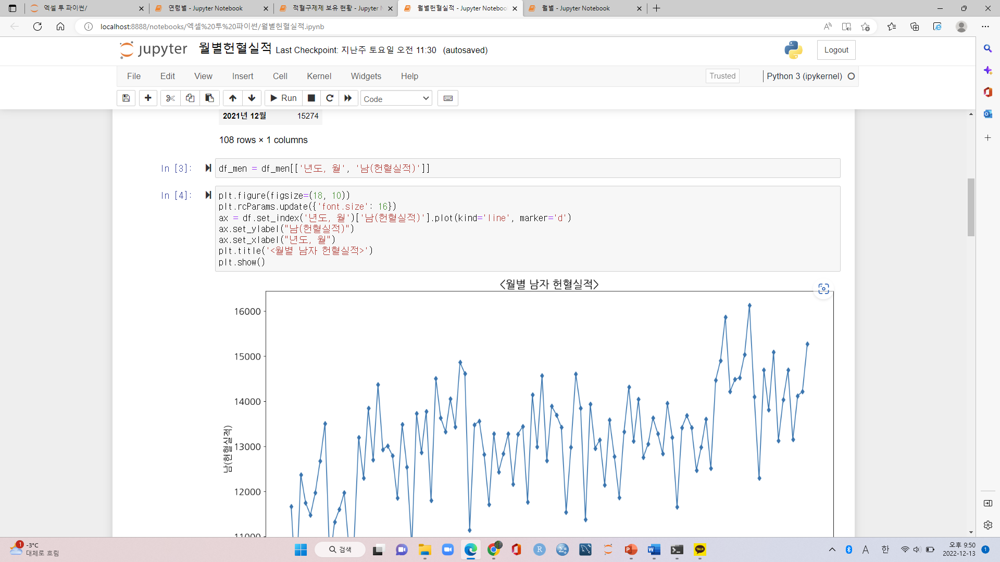 엑셀 투 파이썬/
연령별 - Jupyter Notebook
적혈구제제 보유 현황 - Jupyter N
월별헌혈실적 - Jupyter Noteboo
월별 - Jupyter Notebook
localhost:8888/notebooks/엑셀%20투%20파이썬/월별헌혈실적.ipynb
jupyter 월별헌혈실적 Last Checkpoint: 지난주 토요일 오전 11:30 (autosaved)
Logout
File Edit View Insert Cell Kernel Widgets Help
Trusted Python 3 (ipykernel)
Run Code
2021년 12월 15274
108 rows × 1 columns
In [3]: df_men = df_men[['년도, 월', '남(헌혈실적)']]
In [4]: plt.figure(figsize=(18, 10))
plt.rcParams.update({'font.size': 16})
ax = df.set_index('년도, 월')['남(헌혈실적)'].plot(kind='line', marker='d')
ax.set_ylabel("남(헌혈실적)")
ax.set_xlabel("년도, 월")
plt.title('<월별 남자 헌혈실적>')
plt.show()
<월별 남자 헌혈실적>
16000
15000
14000
13000
12000
11000
남(헌혈실적)
1
-3°C
대체로 흐림
검색
R
TALK
A
한
오후 9:50
2022-12-13
1